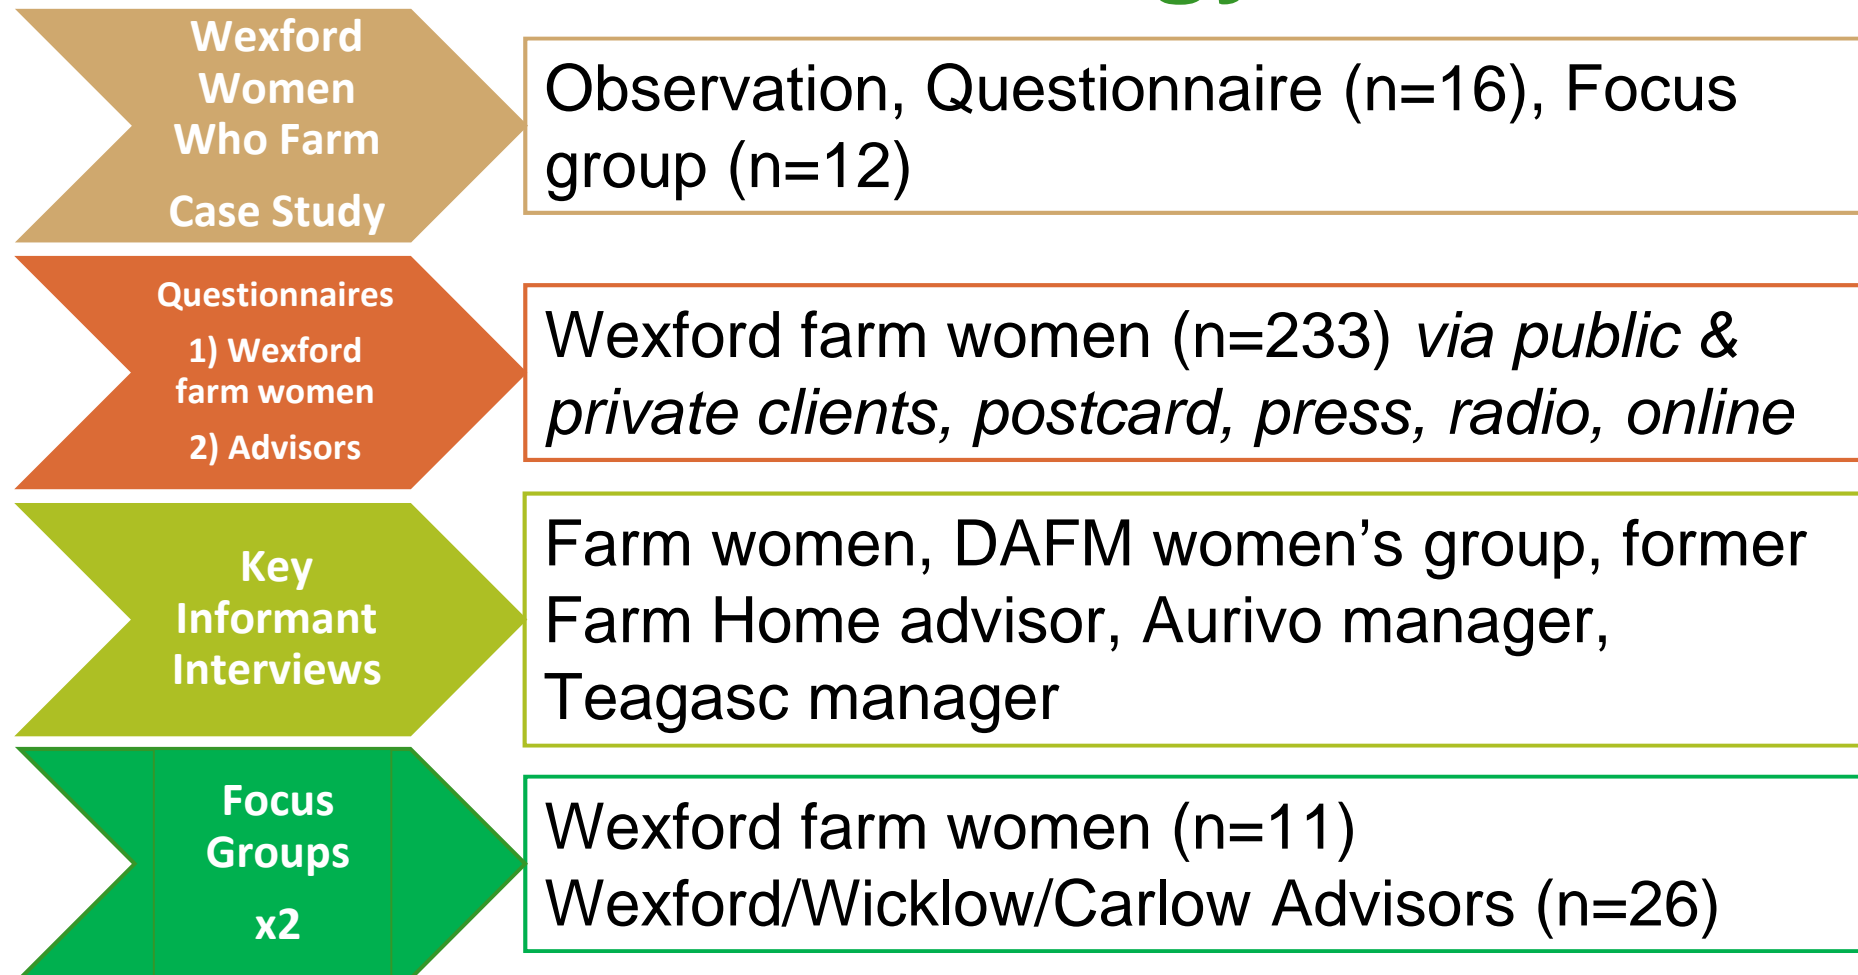 Wexford
Women
Who Farm
Case Study
Observation, Questionnaire (n=16), Focus
group (n=12)
Questionnaires
1) Wexford
farm women
2) Advisors
Wexford farm women (n=233) via public &
private clients, postcard, press, radio, online
Key
Informant
Interviews
Farm women, DAFM women’s group, former
Farm Home advisor, Aurivo manager,
Teagasc manager
Focus
Groups
x2
Wexford farm women (n=11)
Wexford/Wicklow/Carlow Advisors (n=26)